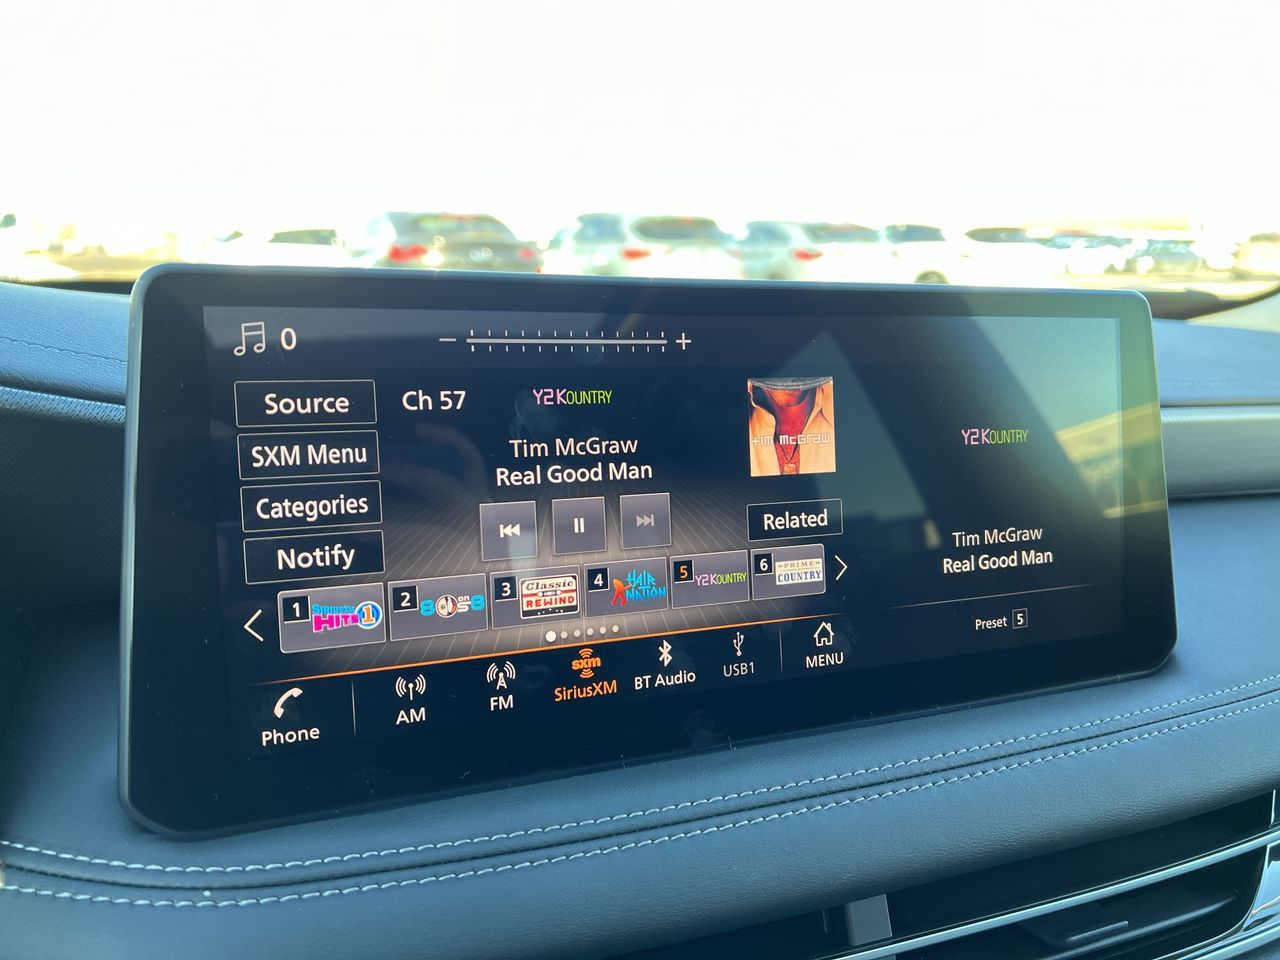 0
− +
Source
Ch 57
Y2KOUNTRY
SXM Menu
Tim McGraw
Real Good Man
Categories
Notify
TIM McGRAW
Related
1 SIRIUSXM HITS 1
2 80s on 8
3 Classic REWIND
4 HAIR NATION
5 Y2KOUNTRY
6 PRIME COUNTRY
Phone
AM
FM
sxm
SiriusXM
BT Audio
USB1
MENU
Y2KOUNTRY
Tim McGraw
Real Good Man
Preset 5